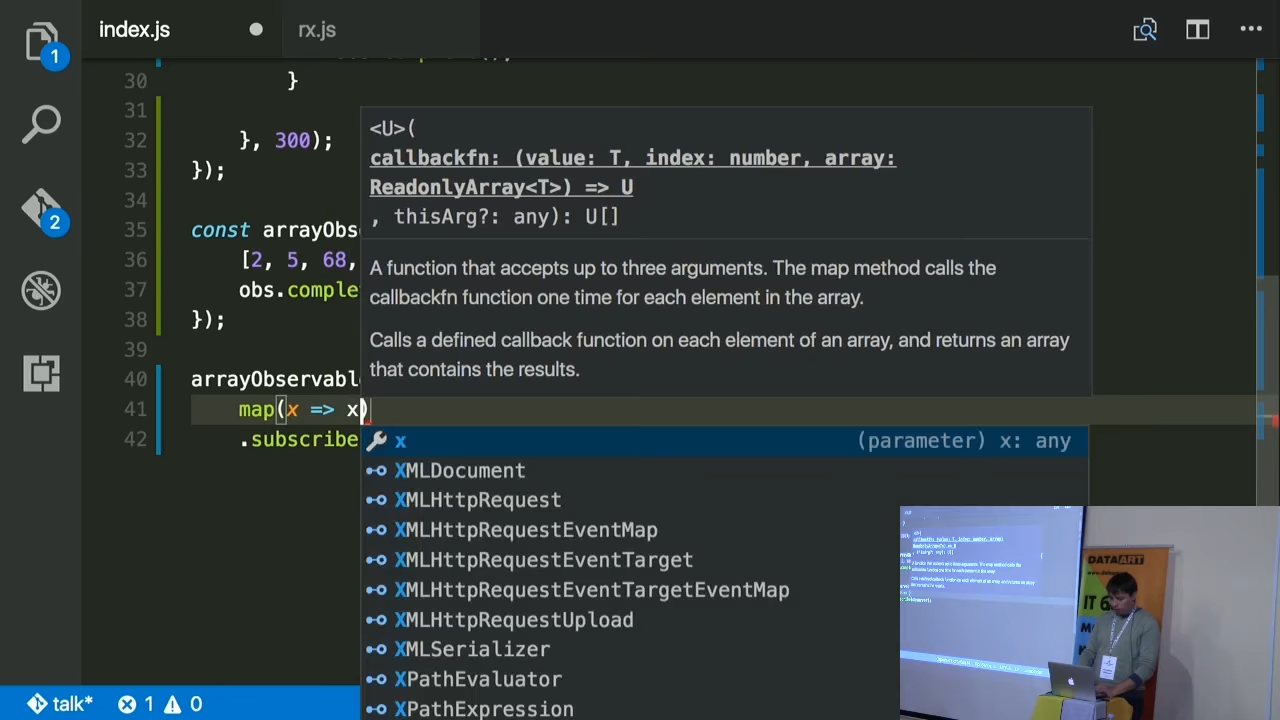 index.js
rx.js
1
30 }
31
32 }, 300);
33 });
34
35 const arrayObs
36 [2, 5, 68,
37 obs.comple
38 });
39
40 arrayObservabl
41 map(x => x)
42 .subscribe
<U>(
callbackfn: (value: T, index: number, array:
ReadonlyArray<T>) => U
, thisArg?: any): U[]
A function that accepts up to three arguments. The map method calls the
callbackfn function one time for each element in the array.
Calls a defined callback function on each element of an array, and returns an array
that contains the results.
x (parameter) x: any
XMLDocument
XMLHttpRequest
XMLHttpRequestEventMap
XMLHttpRequestEventTarget
XMLHttpRequestEventTargetEventMap
XMLHttpRequestUpload
XMLSerializer
XPathEvaluator
XPathExpression
2
talk* 1 0
DATAART
IT